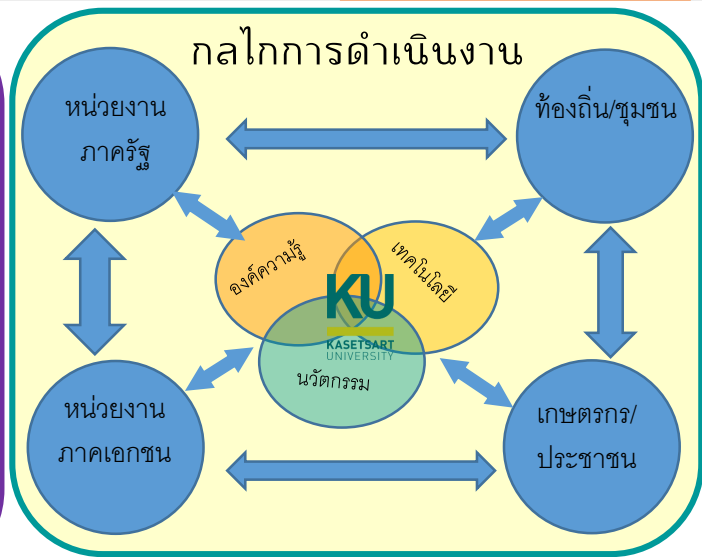 กลไกการดำเนินงาน
หน่วยงาน
ภาครัฐ
ท้องถิ่น/ชุมชน
องค์ความรู้
เทคโนโลยี
KU
KASETSART
UNIVERSITY
นวัตกรรม
หน่วยงาน
ภาคเอกชน
เกษตรกร/
ประชาชน